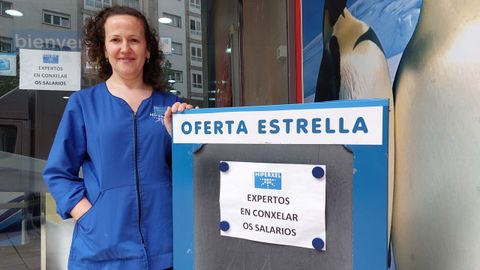 bienven
EXPERTOS
EN CONXELAR
OS SALARIOS
OFERTA ESTRELLA
HIPERXEL
EXPERTOS
EN CONXELAR
OS SALARIOS